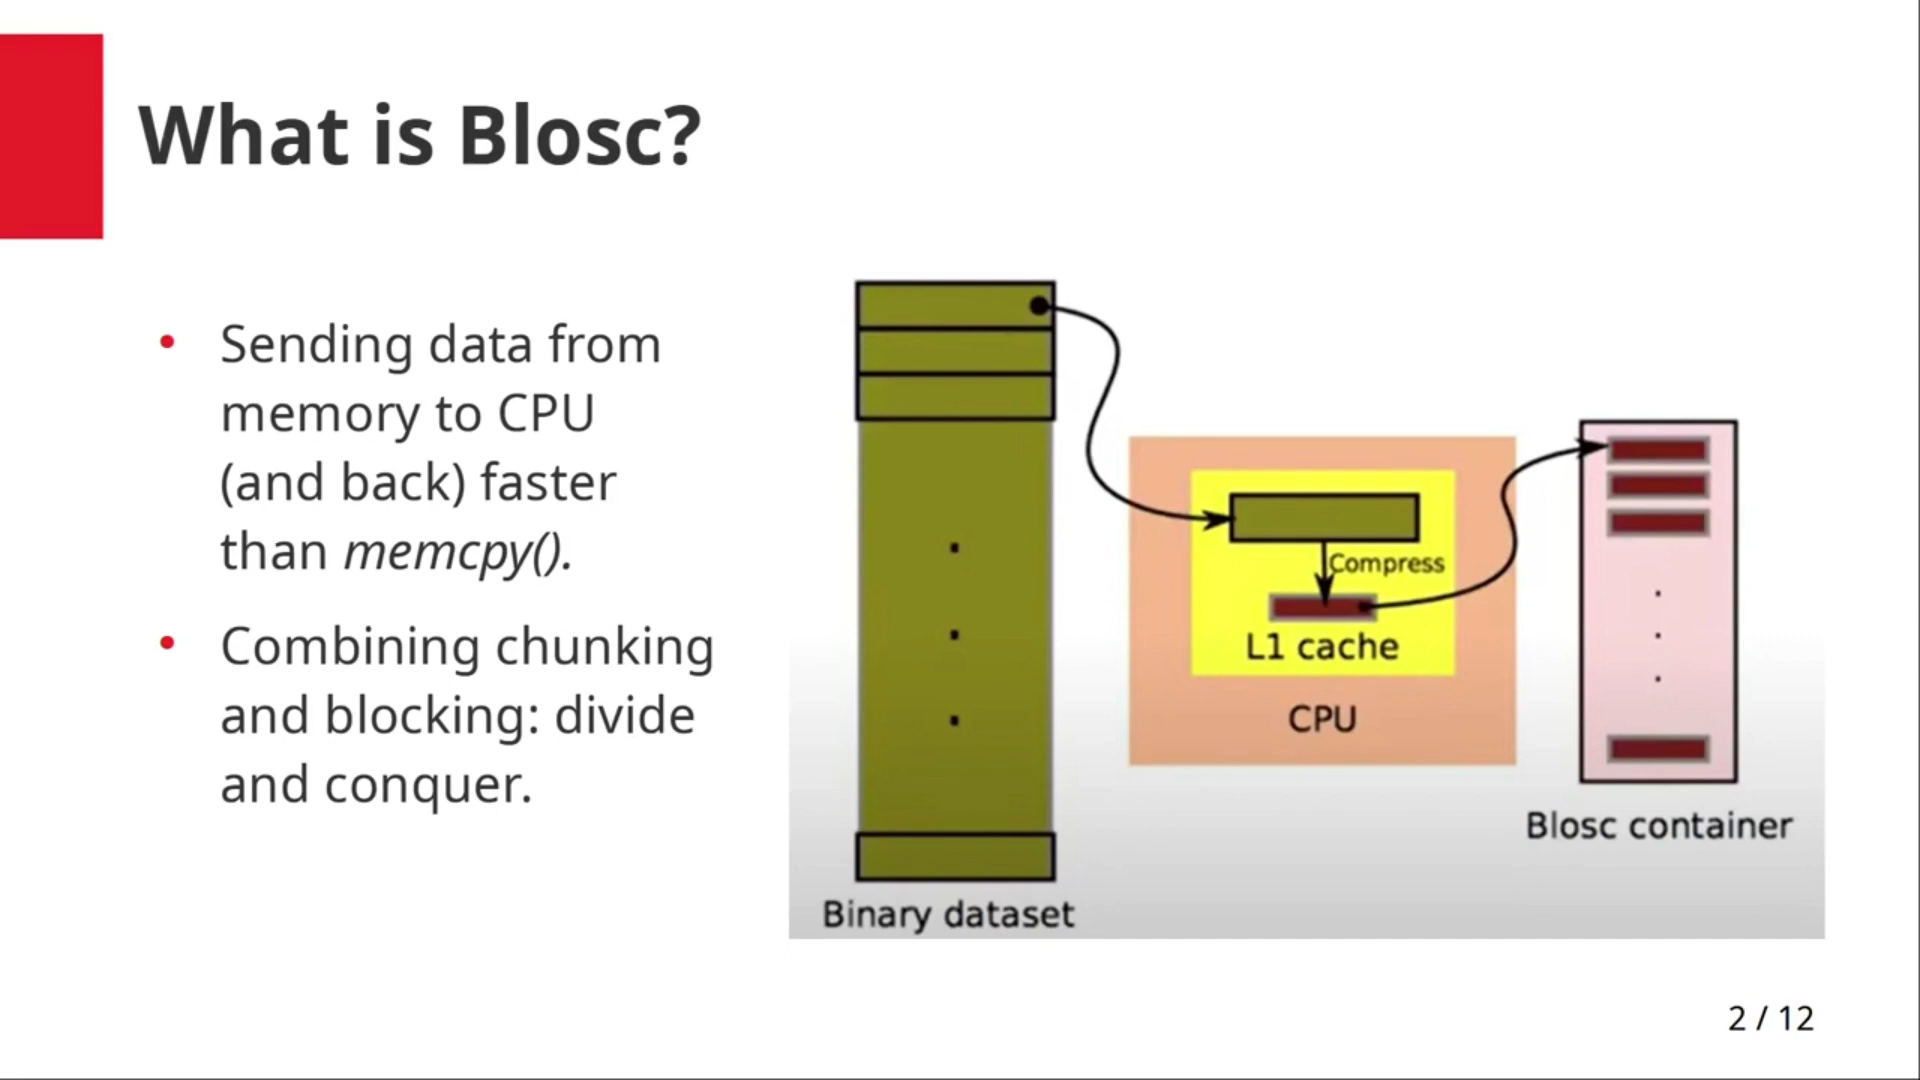 What is Blosc?
• Sending data from
memory to CPU
(and back) faster
than memcpy().
• Combining chunking
and blocking: divide
and conquer.
Compress
L1 cache
CPU
Blosc container
Binary dataset
2 / 12